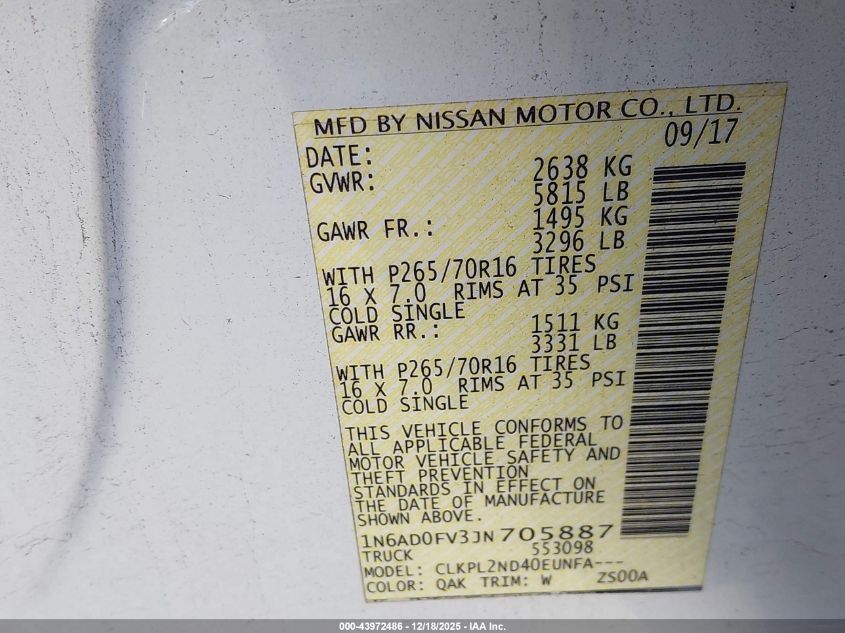 MFD BY NISSAN MOTOR CO., LTD.
DATE: 09/17
GVWR: 2638 KG
5815 LB
GAWR FR.: 1495 KG
3296 LB
WITH P265/70R16 TIRES
16 X 7.0 RIMS AT 35 PSI
COLD SINGLE
GAWR RR.: 1511 KG
3331 LB
WITH P265/70R16 TIRES
16 X 7.0 RIMS AT 35 PSI
COLD SINGLE
THIS VEHICLE CONFORMS TO
ALL APPLICABLE FEDERAL
MOTOR VEHICLE SAFETY AND
THEFT PREVENTION
STANDARDS IN EFFECT ON
THE DATE OF MANUFACTURE
SHOWN ABOVE.
1N6AD0FV3JN705887
TRUCK 553098
MODEL: CLKPL2ND40EUNFA---
COLOR: QAK TRIM: W ZS00A
000-43972486 - 12/18/2025 - IAA Inc.